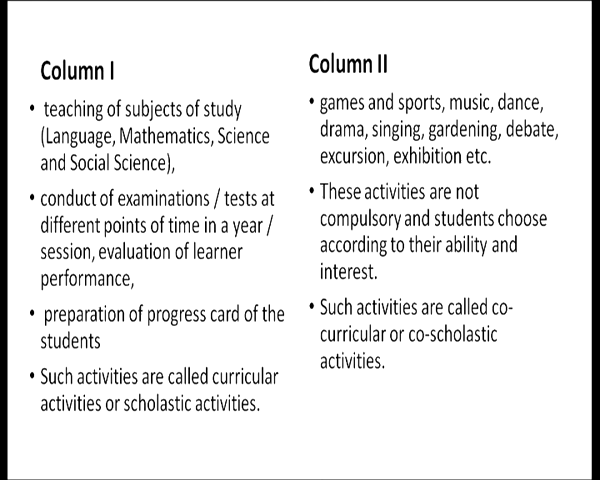 Column I
• teaching of subjects of study
(Language, Mathematics, Science
and Social Science),
• conduct of examinations / tests at
different points of time in a year /
session, evaluation of learner
performance,
• preparation of progress card of the
students
• Such activities are called curricular
activities or scholastic activities.
Column II
• games and sports, music, dance,
drama, singing, gardening, debate,
excursion, exhibition etc.
• These activities are not
compulsory and students choose
according to their ability and
interest.
• Such activities are called co-
curricular or co-scholastic
activities.